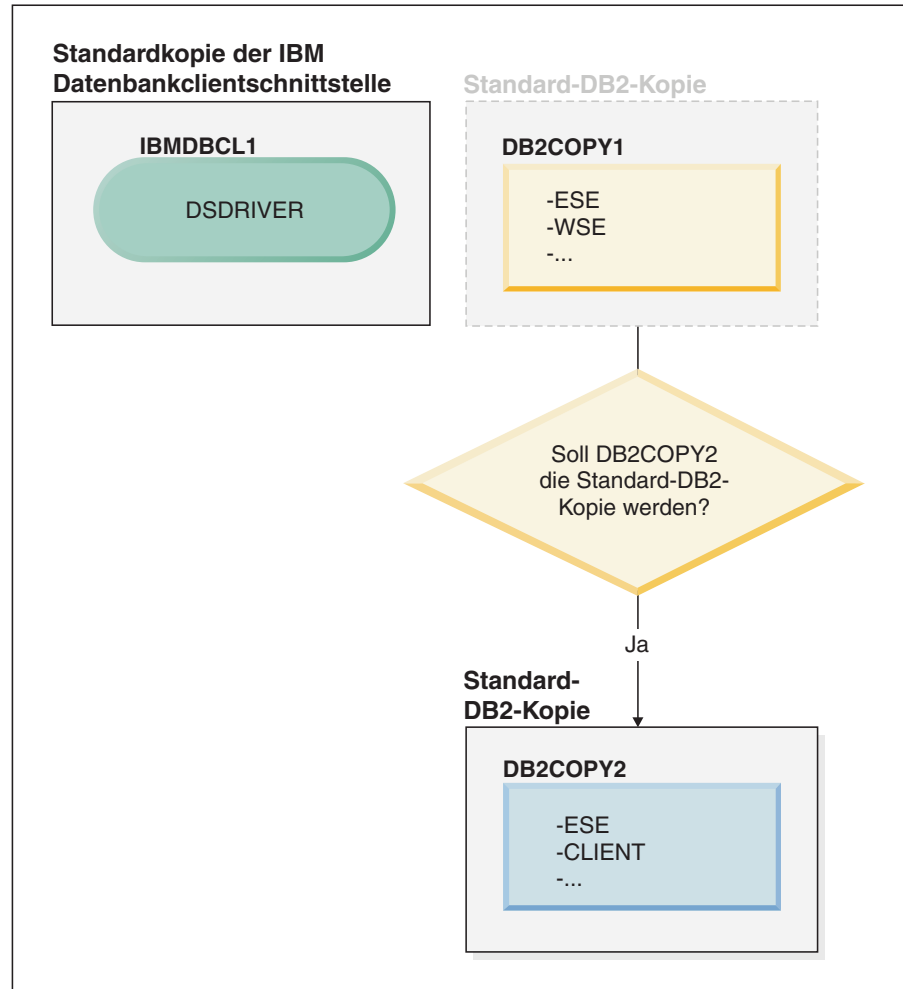 Standardkopie der IBM
Datenbankclientschnittstelle
IBMDBCL1
DSDRIVER
Standard-DB2-Kopie
DB2COPY1
-ESE
-WSE
-...
Soll DB2COPY2
die Standard-DB2-
Kopie werden?
Ja
Standard-
DB2-Kopie
DB2COPY2
-ESE
-CLIENT
-...